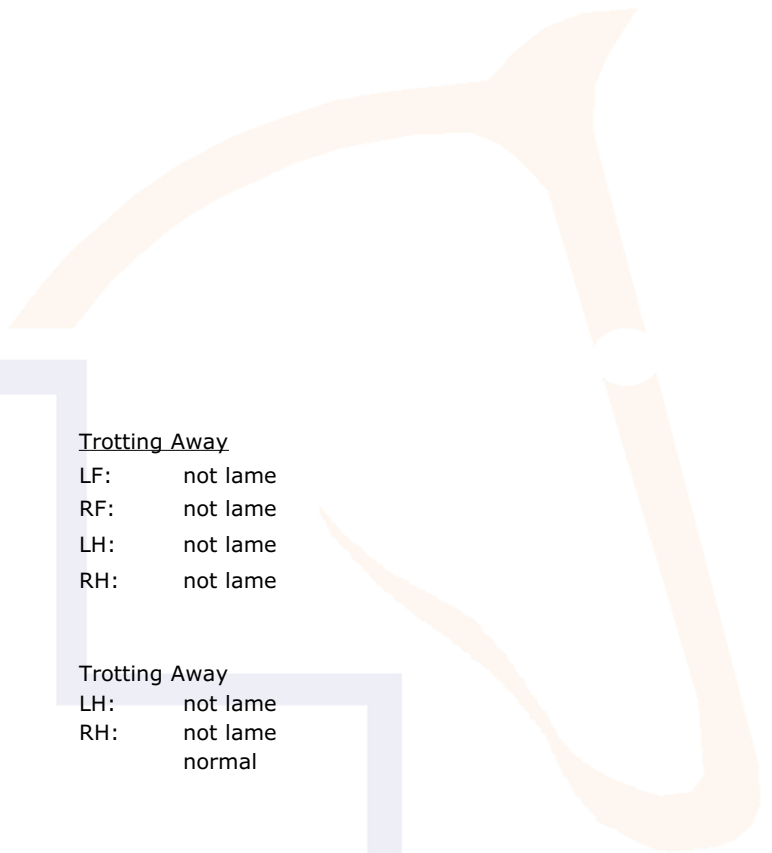 Trotting Away
LF: not lame
RF: not lame
LH: not lame
RH: not lame
Trotting Away
LH: not lame
RH: not lame
normal